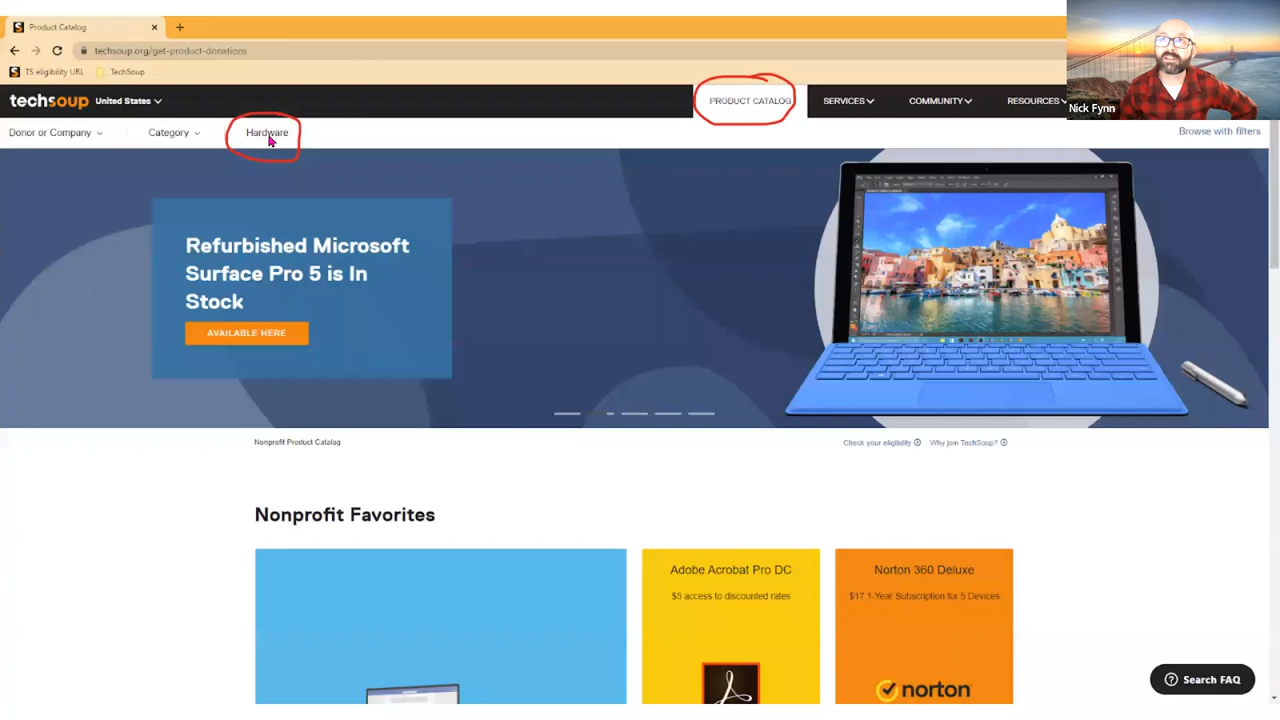 Product Catalog
techsoup.org/get-product-donations
TS eligibility URL
TechSoup
techsoup United States
PRODUCT CATALOG
SERVICES
COMMUNITY
RESOURCES
Nick Fynn
Donor or Company
Category
Hardware
Browse with filters
Refurbished Microsoft
Surface Pro 5 is In
Stock
AVAILABLE HERE
Nonprofit Product Catalog
Check your eligibility
Why join TechSoup?
Nonprofit Favorites
Adobe Acrobat Pro DC
$5 access to discounted rates
Norton 360 Deluxe
$17 1-Year Subscription for 5 Devices
norton
Search FAQ